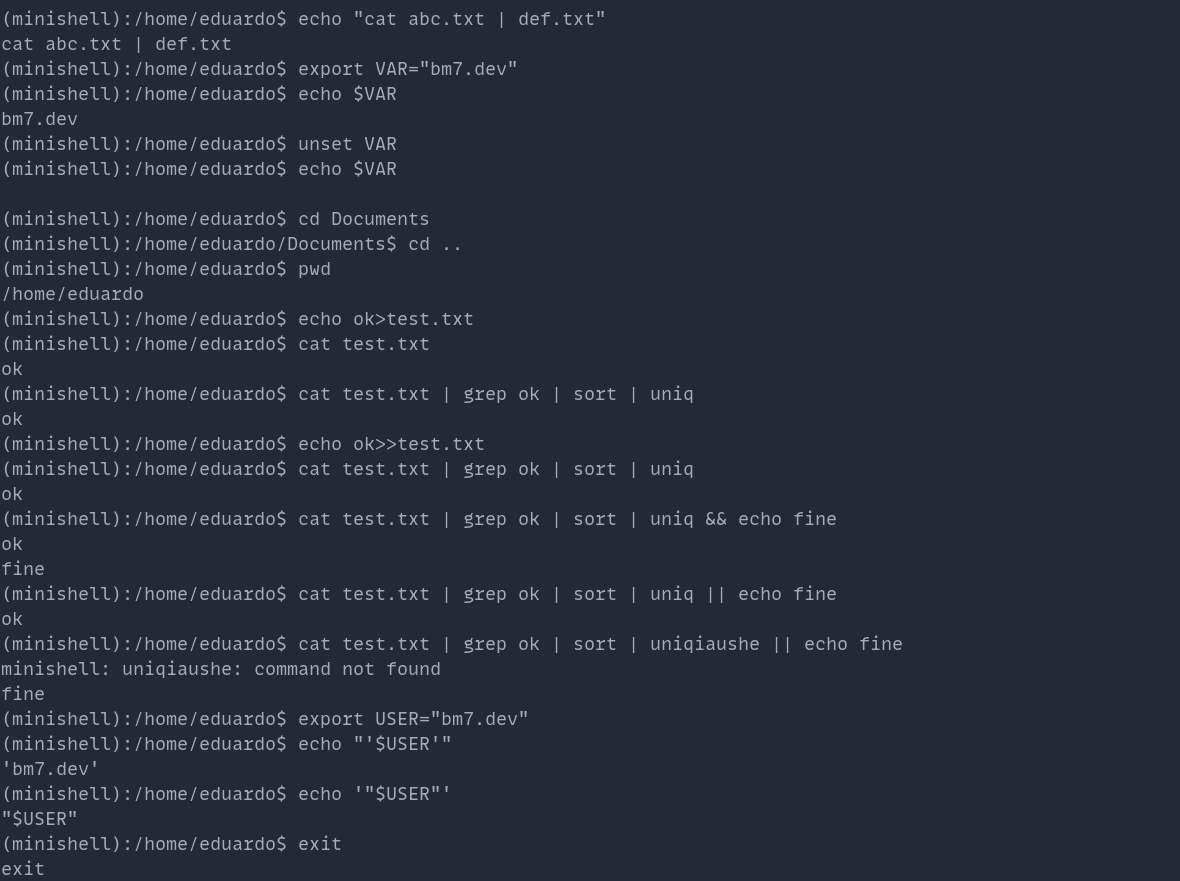 (minishell):/home/eduardo$ echo "cat abc.txt | def.txt"
cat abc.txt | def.txt
(minishell):/home/eduardo$ export VAR="bm7.dev"
(minishell):/home/eduardo$ echo $VAR
bm7.dev
(minishell):/home/eduardo$ unset VAR
(minishell):/home/eduardo$ echo $VAR

(minishell):/home/eduardo$ cd Documents
(minishell):/home/eduardo/Documents$ cd ..
(minishell):/home/eduardo$ pwd
/home/eduardo
(minishell):/home/eduardo$ echo ok>test.txt
(minishell):/home/eduardo$ cat test.txt
ok
(minishell):/home/eduardo$ cat test.txt | grep ok | sort | uniq
ok
(minishell):/home/eduardo$ echo ok>>test.txt
(minishell):/home/eduardo$ cat test.txt | grep ok | sort | uniq
ok
(minishell):/home/eduardo$ cat test.txt | grep ok | sort | uniq && echo fine
ok
fine
(minishell):/home/eduardo$ cat test.txt | grep ok | sort | uniq || echo fine
ok
(minishell):/home/eduardo$ cat test.txt | grep ok | sort | uniqiaushe || echo fine
minishell: uniqiaushe: command not found
fine
(minishell):/home/eduardo$ export USER="bm7.dev"
(minishell):/home/eduardo$ echo "'$USER'"
'bm7.dev'
(minishell):/home/eduardo$ echo '"$USER"'
"$USER"
(minishell):/home/eduardo$ exit
exit